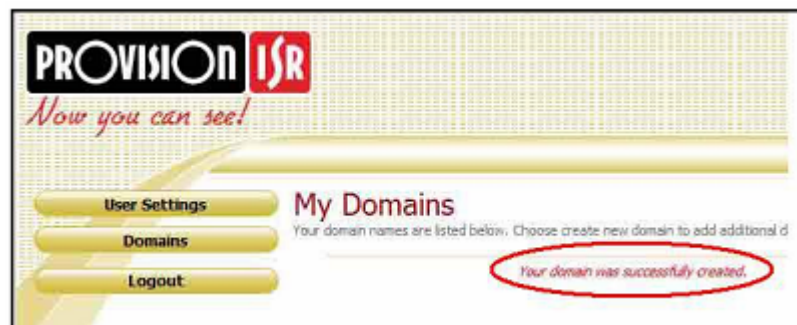 PROVISION ISR
Now you can see!
User Settings
Domains
Logout
My Domains
Your domain names are listed below. Choose create new domain to add additional d
Your domain was successfully created.